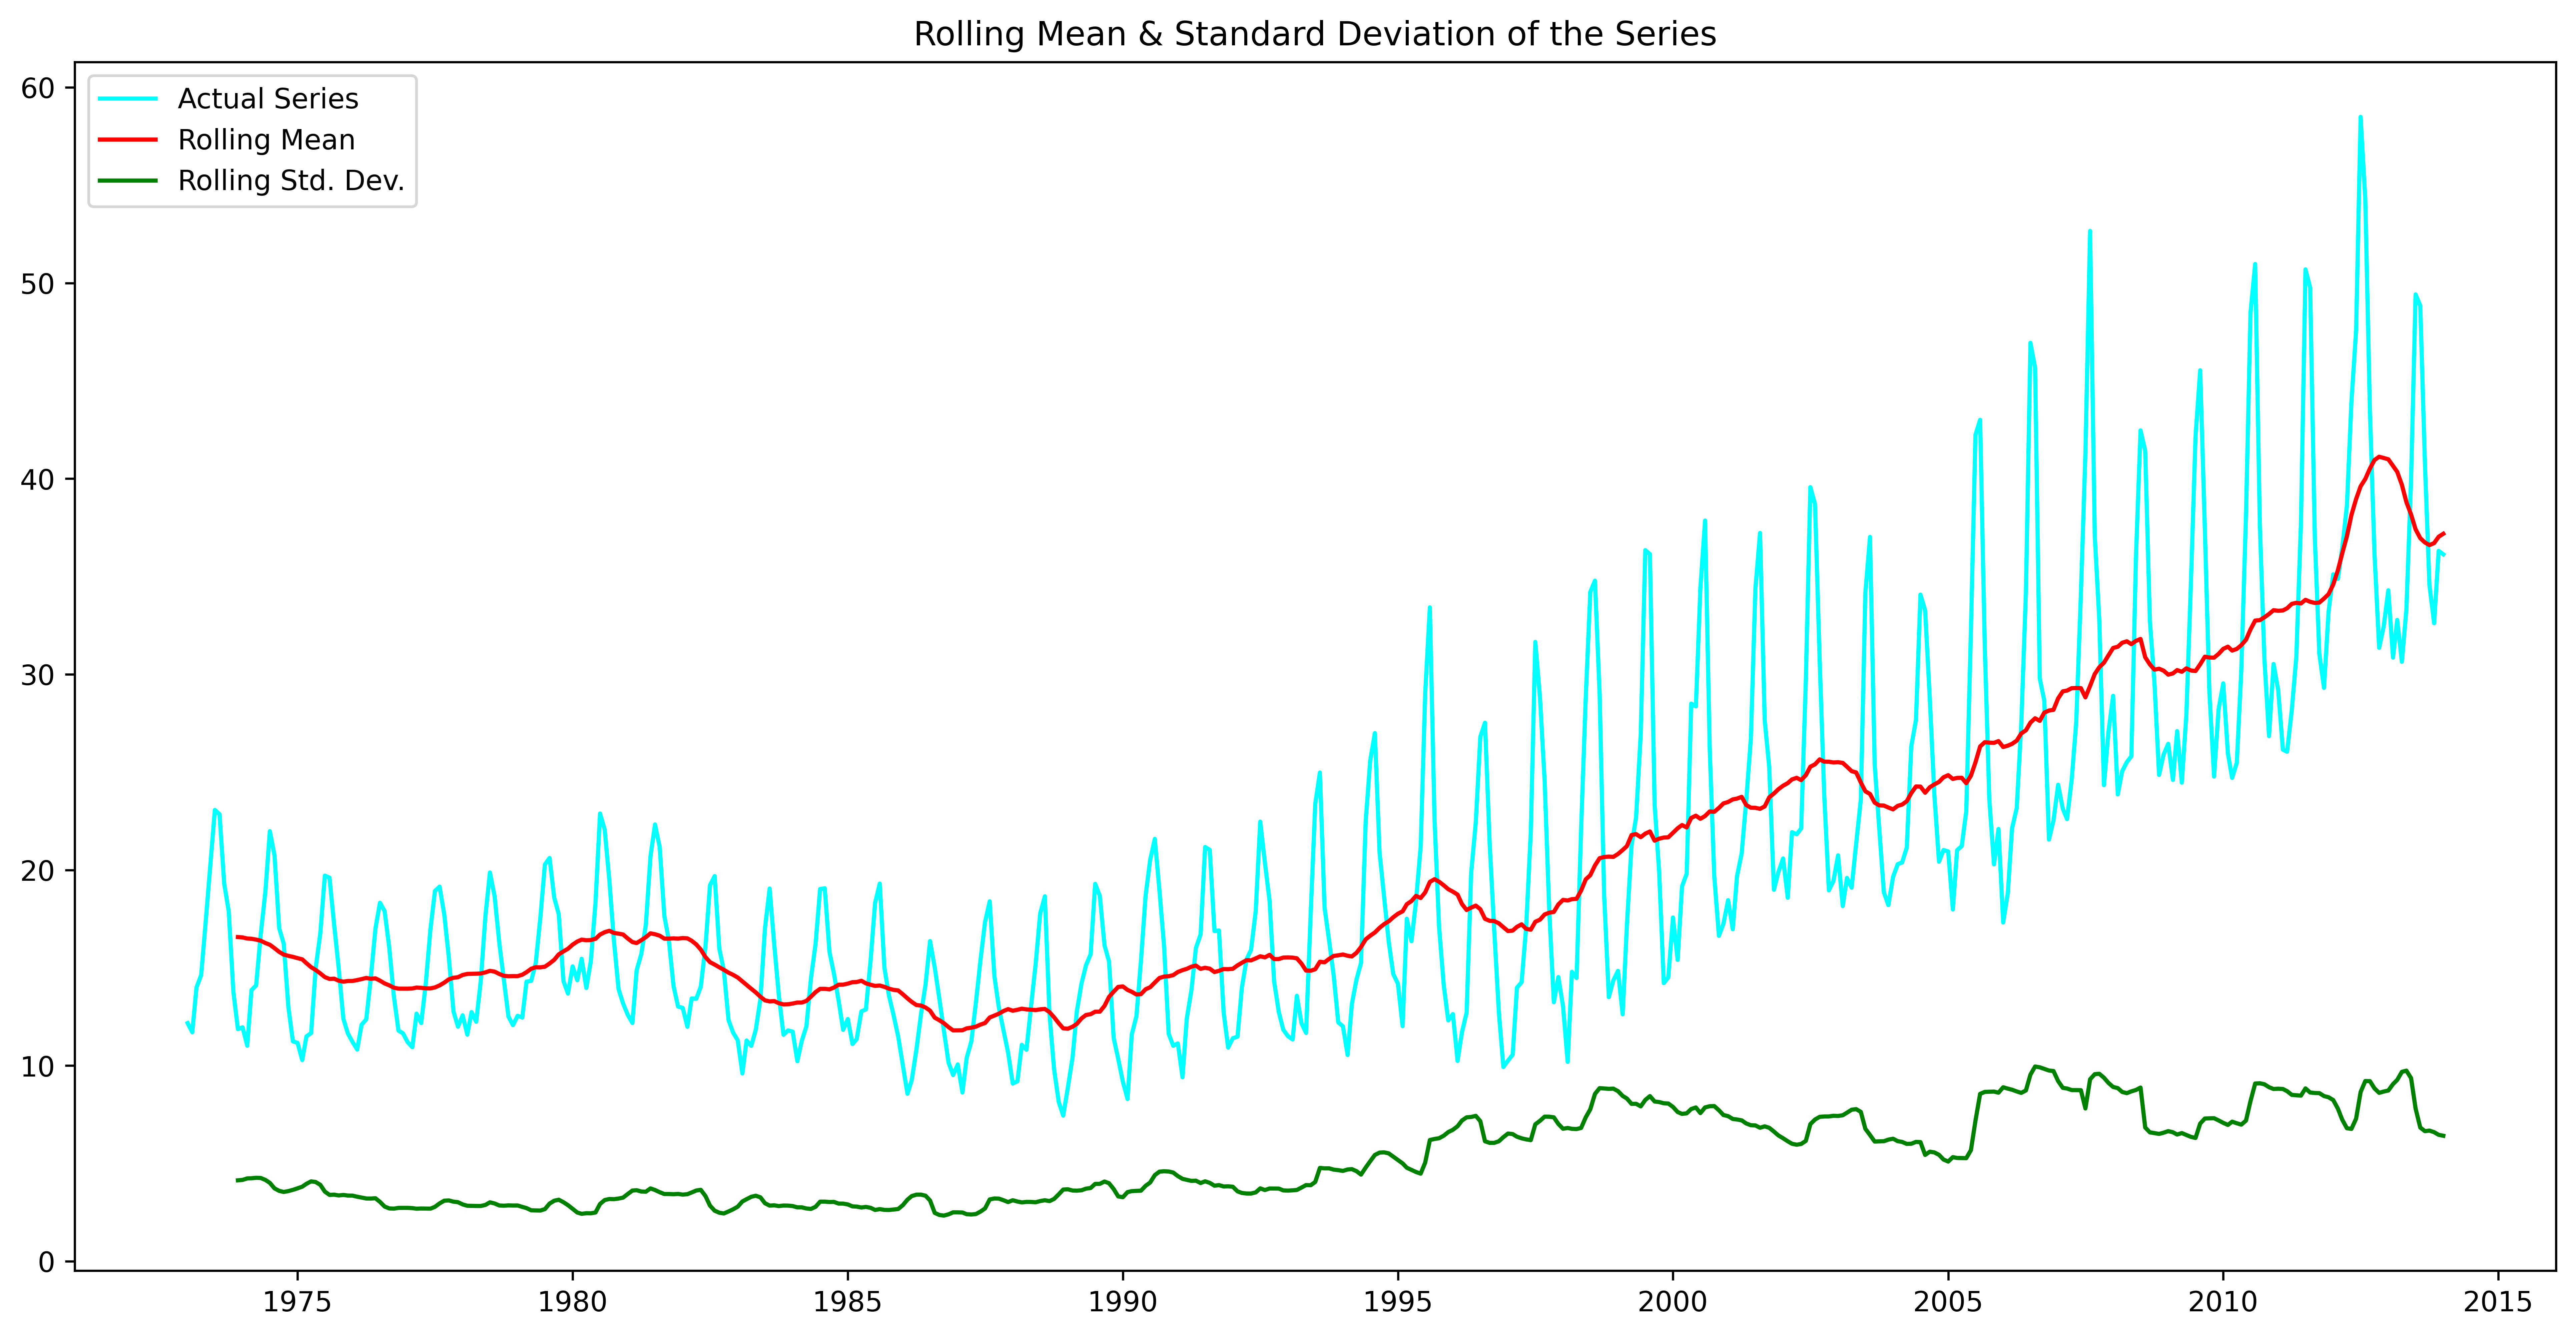 Rolling Mean & Standard Deviation of the Series
Actual Series
Rolling Mean
Rolling Std. Dev.
60
50
40
30
20
10
0
1975 1980 1985 1990 1995 2000 2005 2010 2015